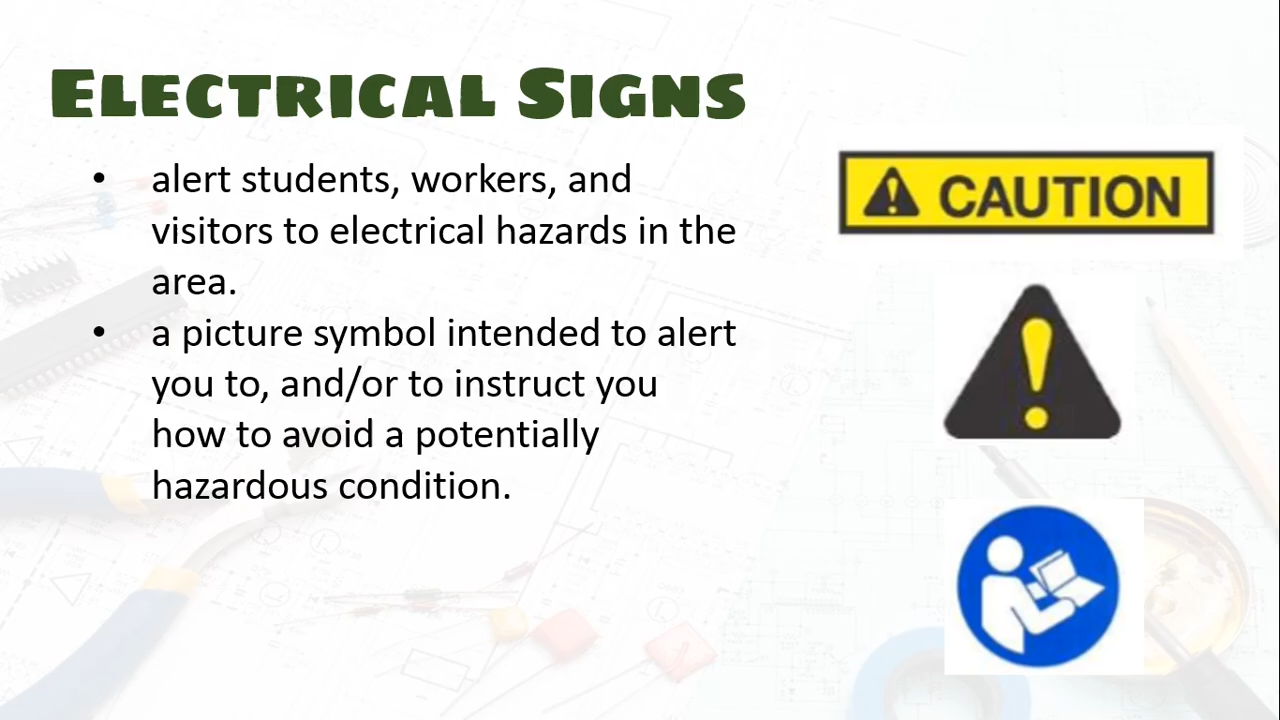 Electrical Signs
• alert students, workers, and
visitors to electrical hazards in the
area.
• a picture symbol intended to alert
you to, and/or to instruct you
how to avoid a potentially
hazardous condition.
CAUTION